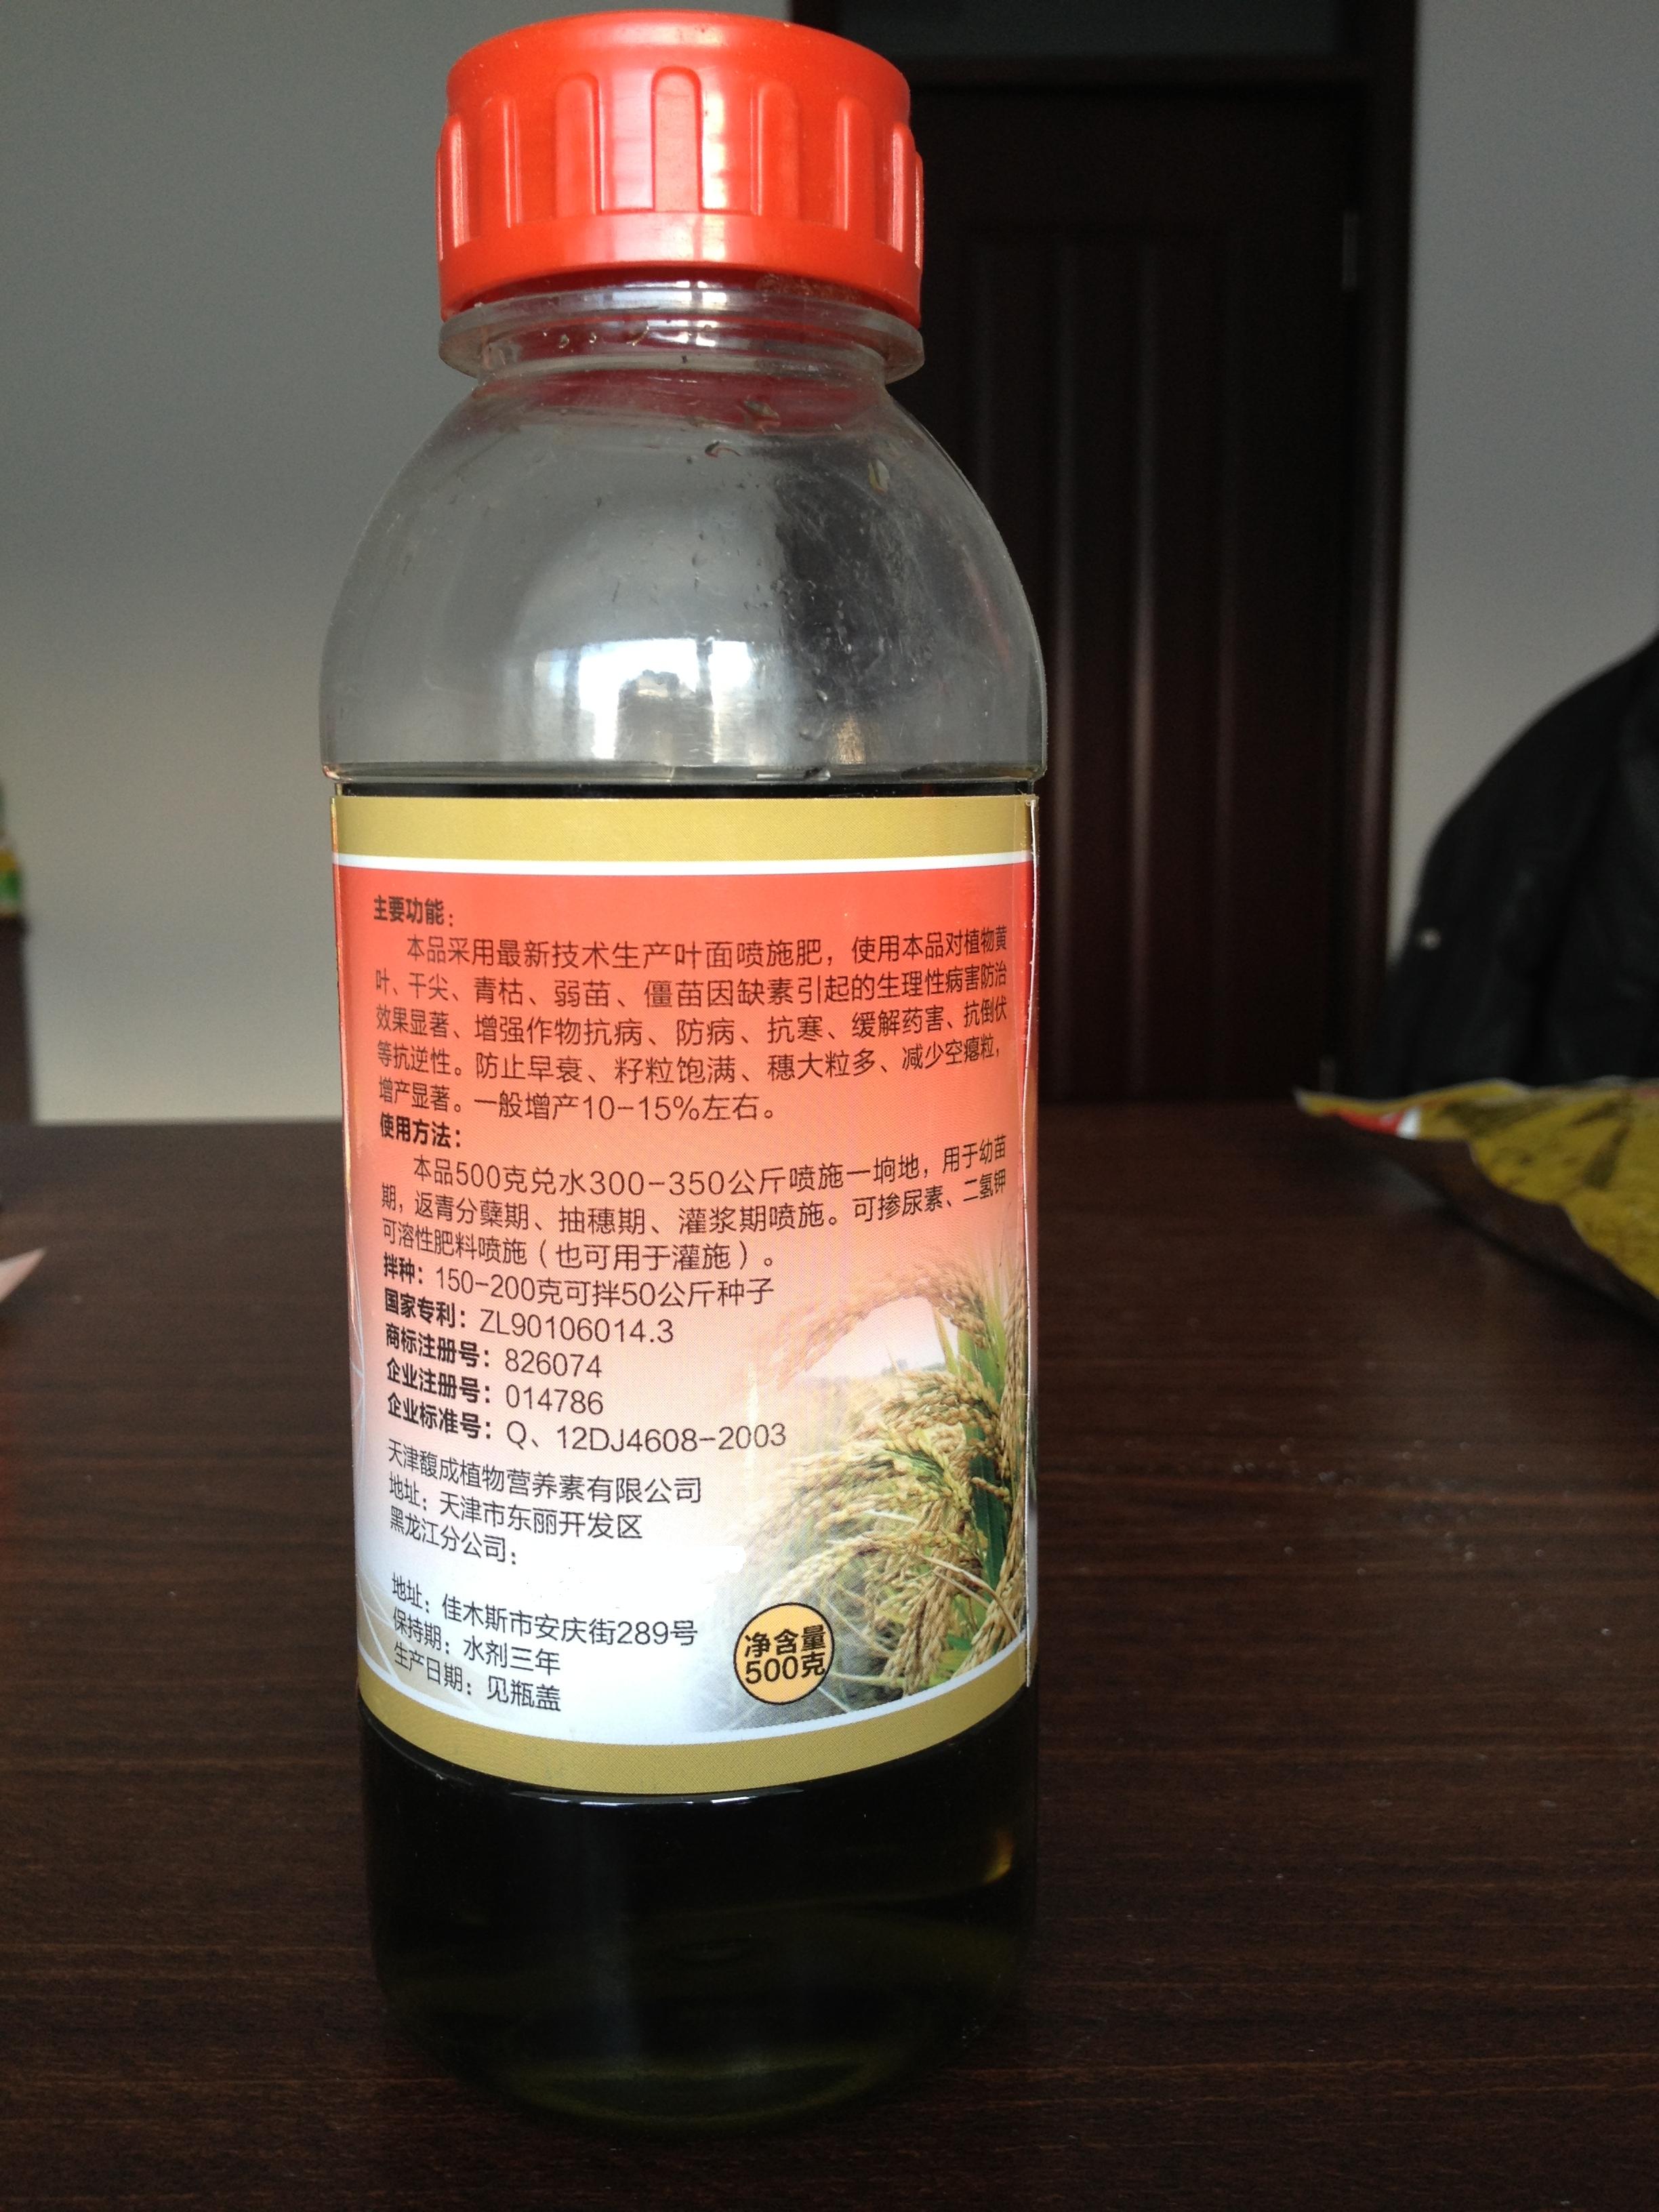 主要功能：
本品采用最新技术生产叶面喷施肥，使用本品对植物黄
叶、干尖、青枯、弱苗、僵苗因缺素引起的生理性病害防治
效果显著、增强作物抗病、防病、抗寒、缓解药害、抗倒伏
等抗逆性。防止早衰、籽粒饱满、穗大粒多、减少空瘪粒，
增产显著。一般增产10-15%左右。
使用方法：
本品500克兑水300-350公斤喷施一垧地，用于幼苗
期，返青分蘖期、抽穗期、灌浆期喷施。可掺尿素、二氢钾
可溶性肥料喷施（也可用于灌施）。
拌种：150-200克可拌50公斤种子
国家专利：ZL90106014.3
商标注册号：826074
企业注册号：014786
企业标准号：Q、12DJ4608-2003
天津馥成植物营养素有限公司
地址：天津市东丽开发区
黑龙江分公司：
地址：佳木斯市安庆街289号
保持期：水剂三年
生产日期：见瓶盖
净含量
500克